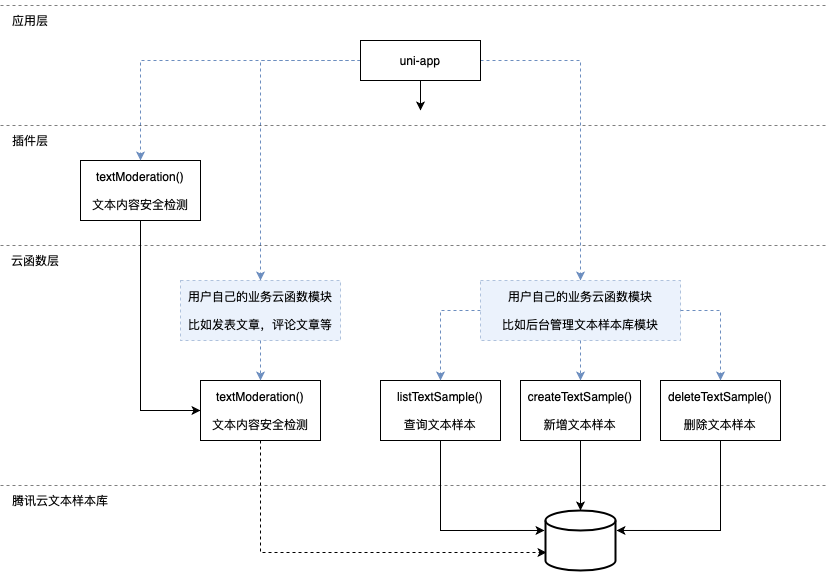 应用层
uni-app
插件层
textModeration()
文本内容安全检测
云函数层
用户自己的业务云函数模块
比如发表文章，评论文章等
用户自己的业务云函数模块
比如后台管理文本样本库模块
textModeration()
文本内容安全检测
listTextSample()
查询文本样本
createTextSample()
新增文本样本
deleteTextSample()
删除文本样本
腾讯云文本样本库